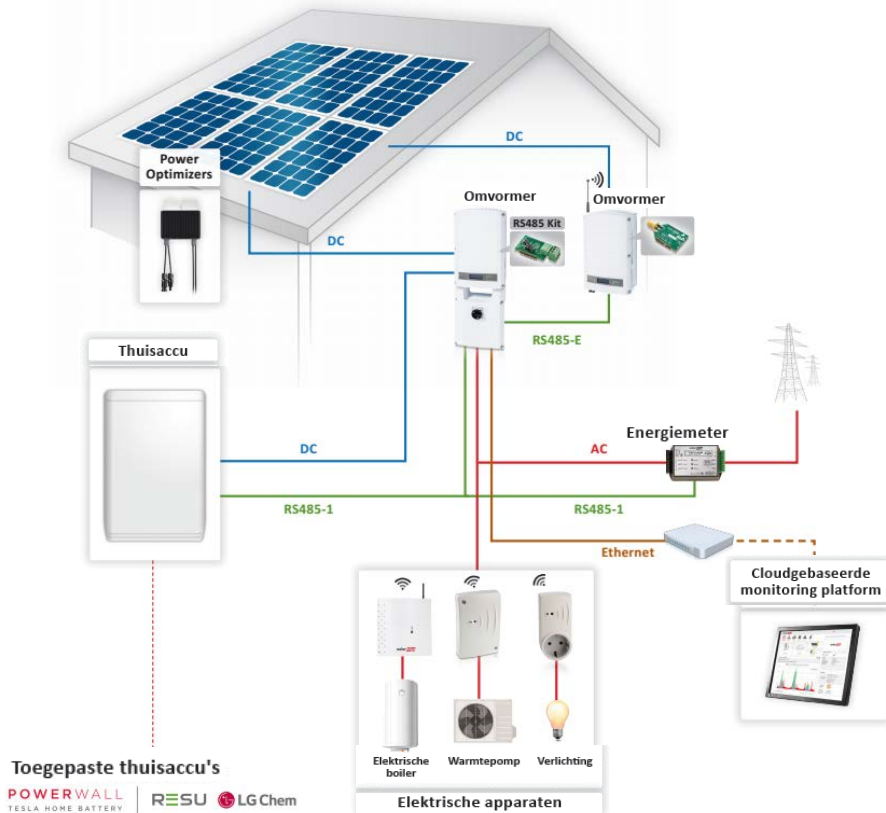 DC
Power
Optimizers
Omvormer
Omvormer
RS485 Kit
DC
RS485-E
Thuisaccu
Energiemeter
DC
AC
RS485-1
RS485-1
Ethernet
Cloudgebaseerde
monitoring platform
Elektrische
boiler
Warmtepomp
Verlichting
Toegepaste thuisaccu's
POWERWALL
TESLA HOME BATTERY
RESU
LG Chem
Elektrische apparaten